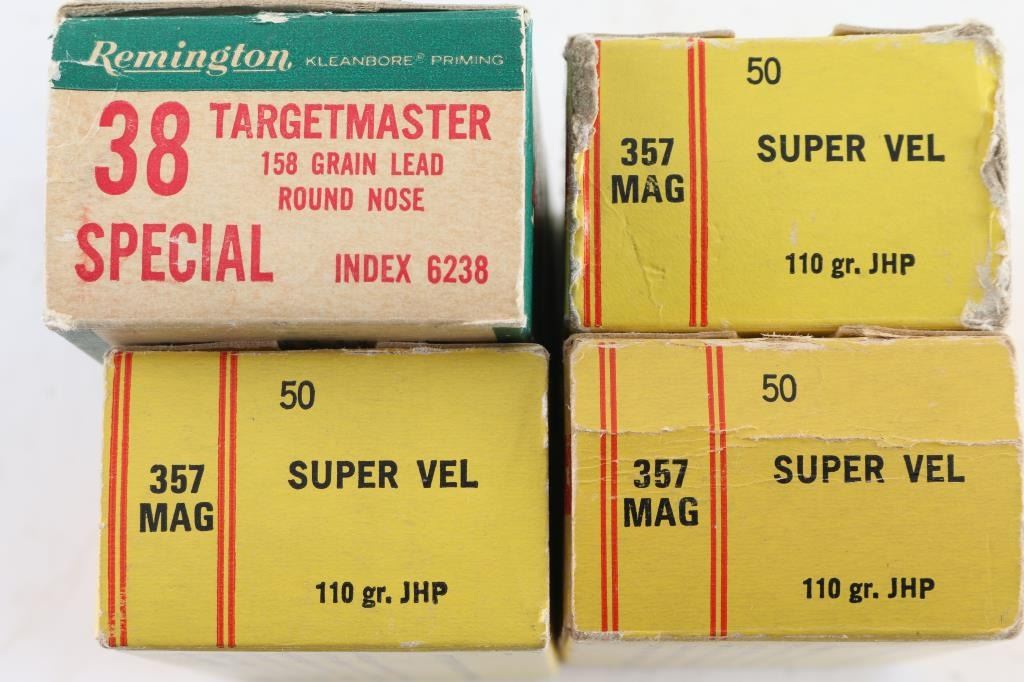 Remington® KLEANBORE® PRIMING
38 TARGETMASTER
158 GRAIN LEAD
ROUND NOSE
SPECIAL INDEX 6238
50
357 SUPER VEL
MAG
110 gr. JHP
50
357 SUPER VEL
MAG
110 gr. JHP
50
357 SUPER VEL
MAG
110 gr. JHP